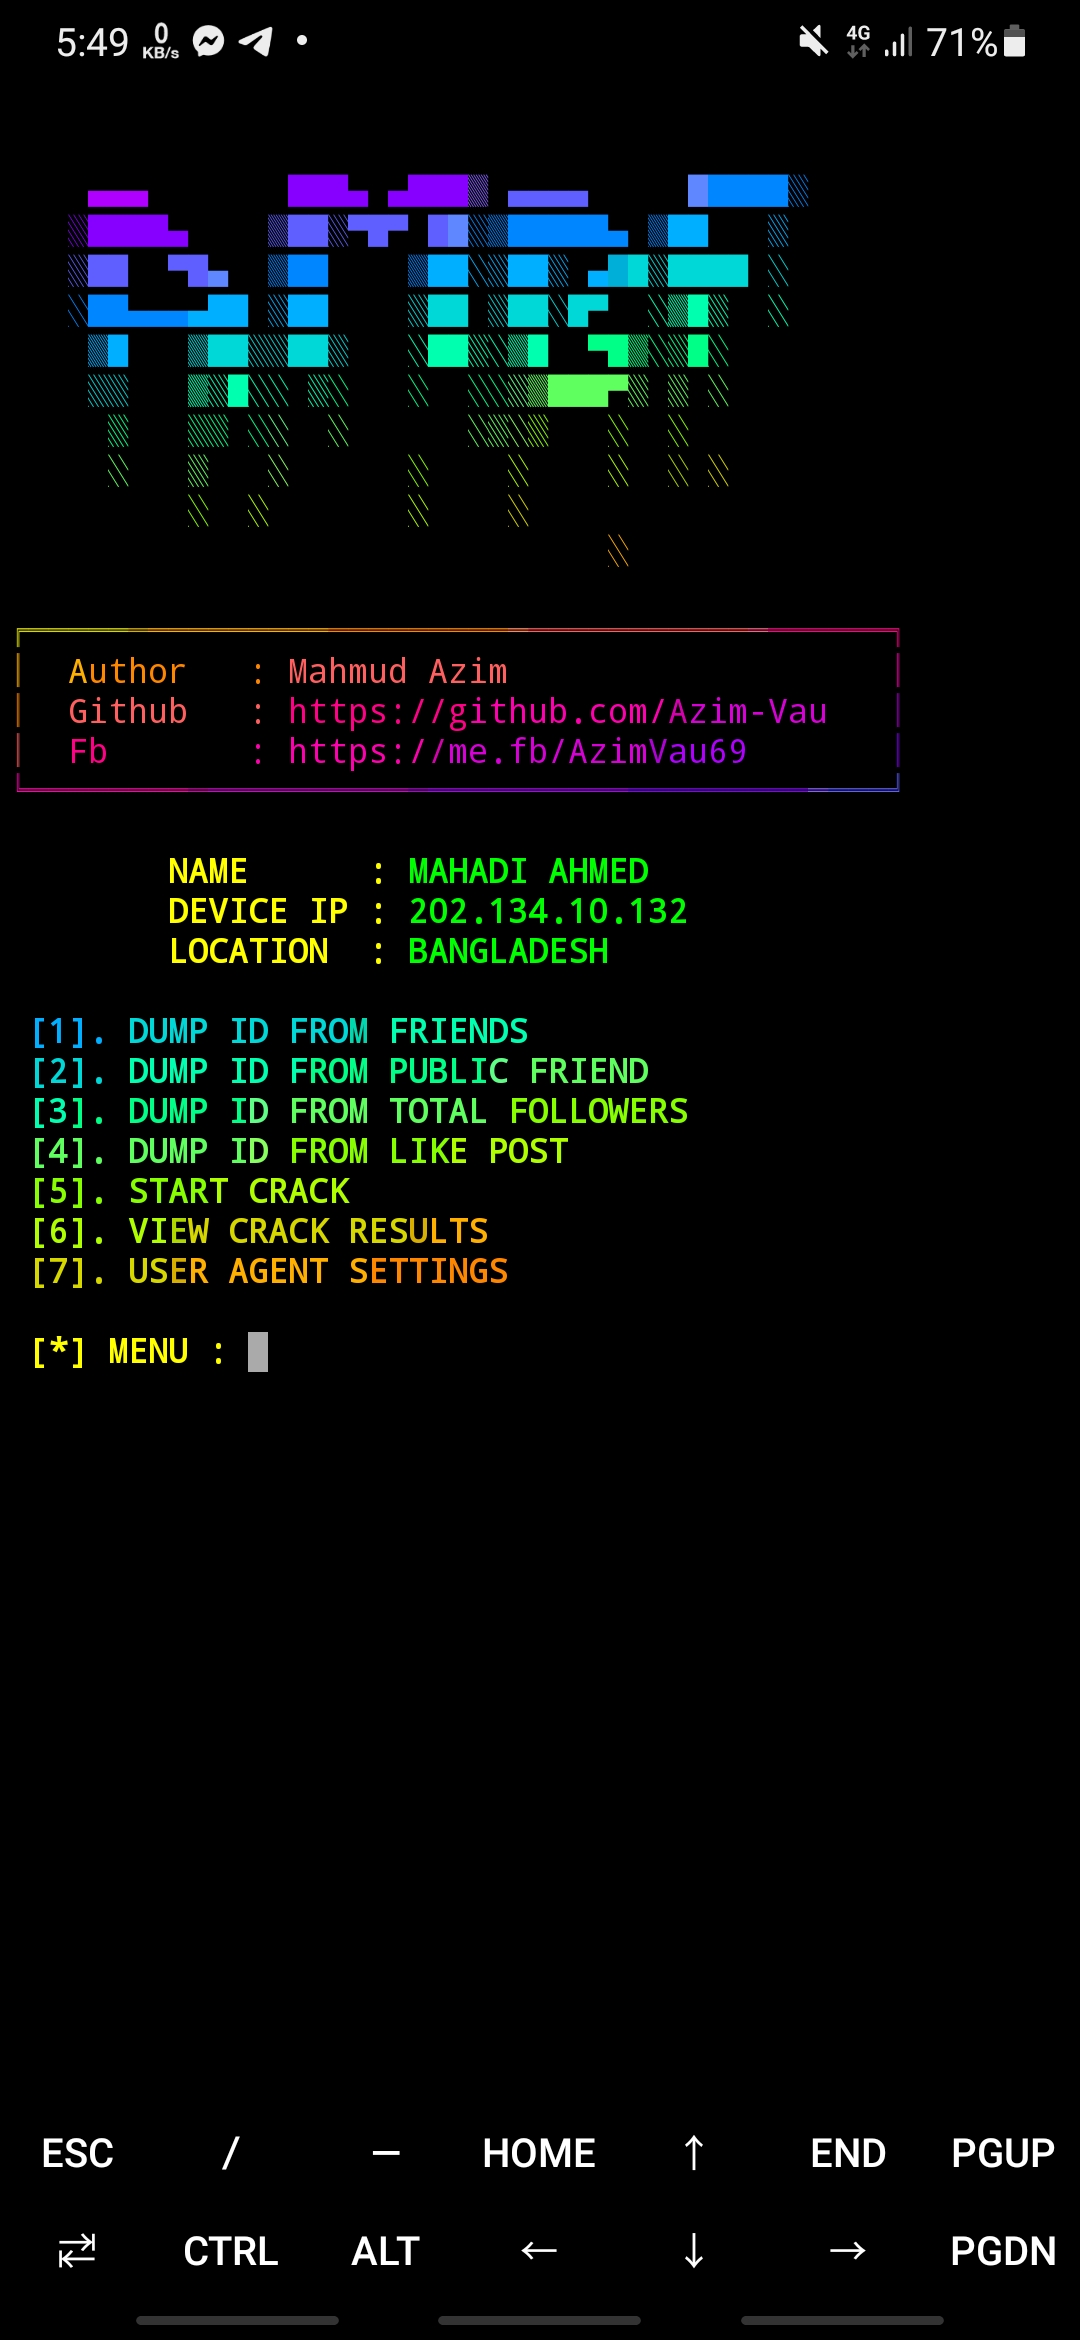 5:49 0 KB/s 4G 71%
Author : Mahmud Azim
Github : https://github.com/Azim-Vau
Fb : https://me.fb/AzimVau69
NAME : MAHADI AHMED
DEVICE IP : 202.134.10.132
LOCATION : BANGLADESH
[1]. DUMP ID FROM FRIENDS
[2]. DUMP ID FROM PUBLIC FRIEND
[3]. DUMP ID FROM TOTAL FOLLOWERS
[4]. DUMP ID FROM LIKE POST
[5]. START CRACK
[6]. VIEW CRACK RESULTS
[7]. USER AGENT SETTINGS
[*] MENU :
ESC / — HOME ↑ END PGUP
⇄ CTRL ALT ← ↓ → PGDN